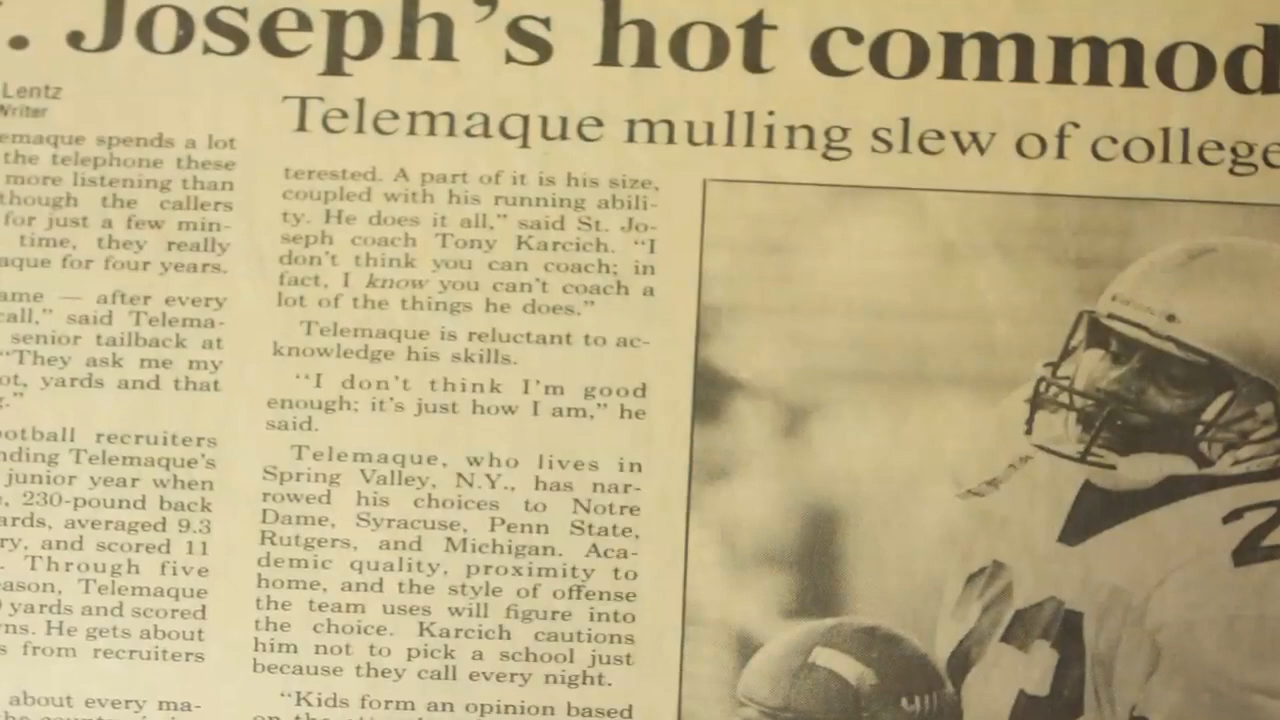 . Joseph's hot commod
Telemaque mulling slew of college
Lentz
Writer
emaque spends a lot
the telephone these
more listening than
though the callers
for just a few min-
time, they really
aque for four years.
ame — after every
call," said Telema-
senior tailback at
"They ask me my
ot, yards and that
g."
ootball recruiters
nding Telemaque's
junior year when
, 230-pound back
ards, averaged 9.3
ry, and scored 11
. Through five
eason, Telemaque
yards and scored
ns. He gets about
s from recruiters
about every ma-
terested. A part of it is his size,
coupled with his running abili-
ty. He does it all," said St. Jo-
seph coach Tony Karcich. "I
don't think you can coach; in
fact, I know you can't coach a
lot of the things he does."
Telemaque is reluctant to ac-
knowledge his skills.
"I don't think I'm good
enough; it's just how I am," he
said.
Telemaque, who lives in
Spring Valley, N.Y., has nar-
rowed his choices to Notre
Dame, Syracuse, Penn State,
Rutgers, and Michigan. Aca-
demic quality, proximity to
home, and the style of offense
the team uses will figure into
the choice. Karcich cautions
him not to pick a school just
because they call every night.
"Kids form an opinion based
2